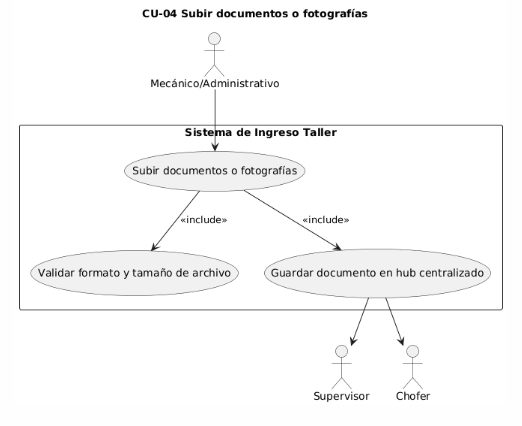 CU-04 Subir documentos o fotografías
Mecánico/Administrativo
Sistema de Ingreso Taller
Subir documentos o fotografías
«include»
«include»
Validar formato y tamaño de archivo
Guardar documento en hub centralizado
Supervisor
Chofer